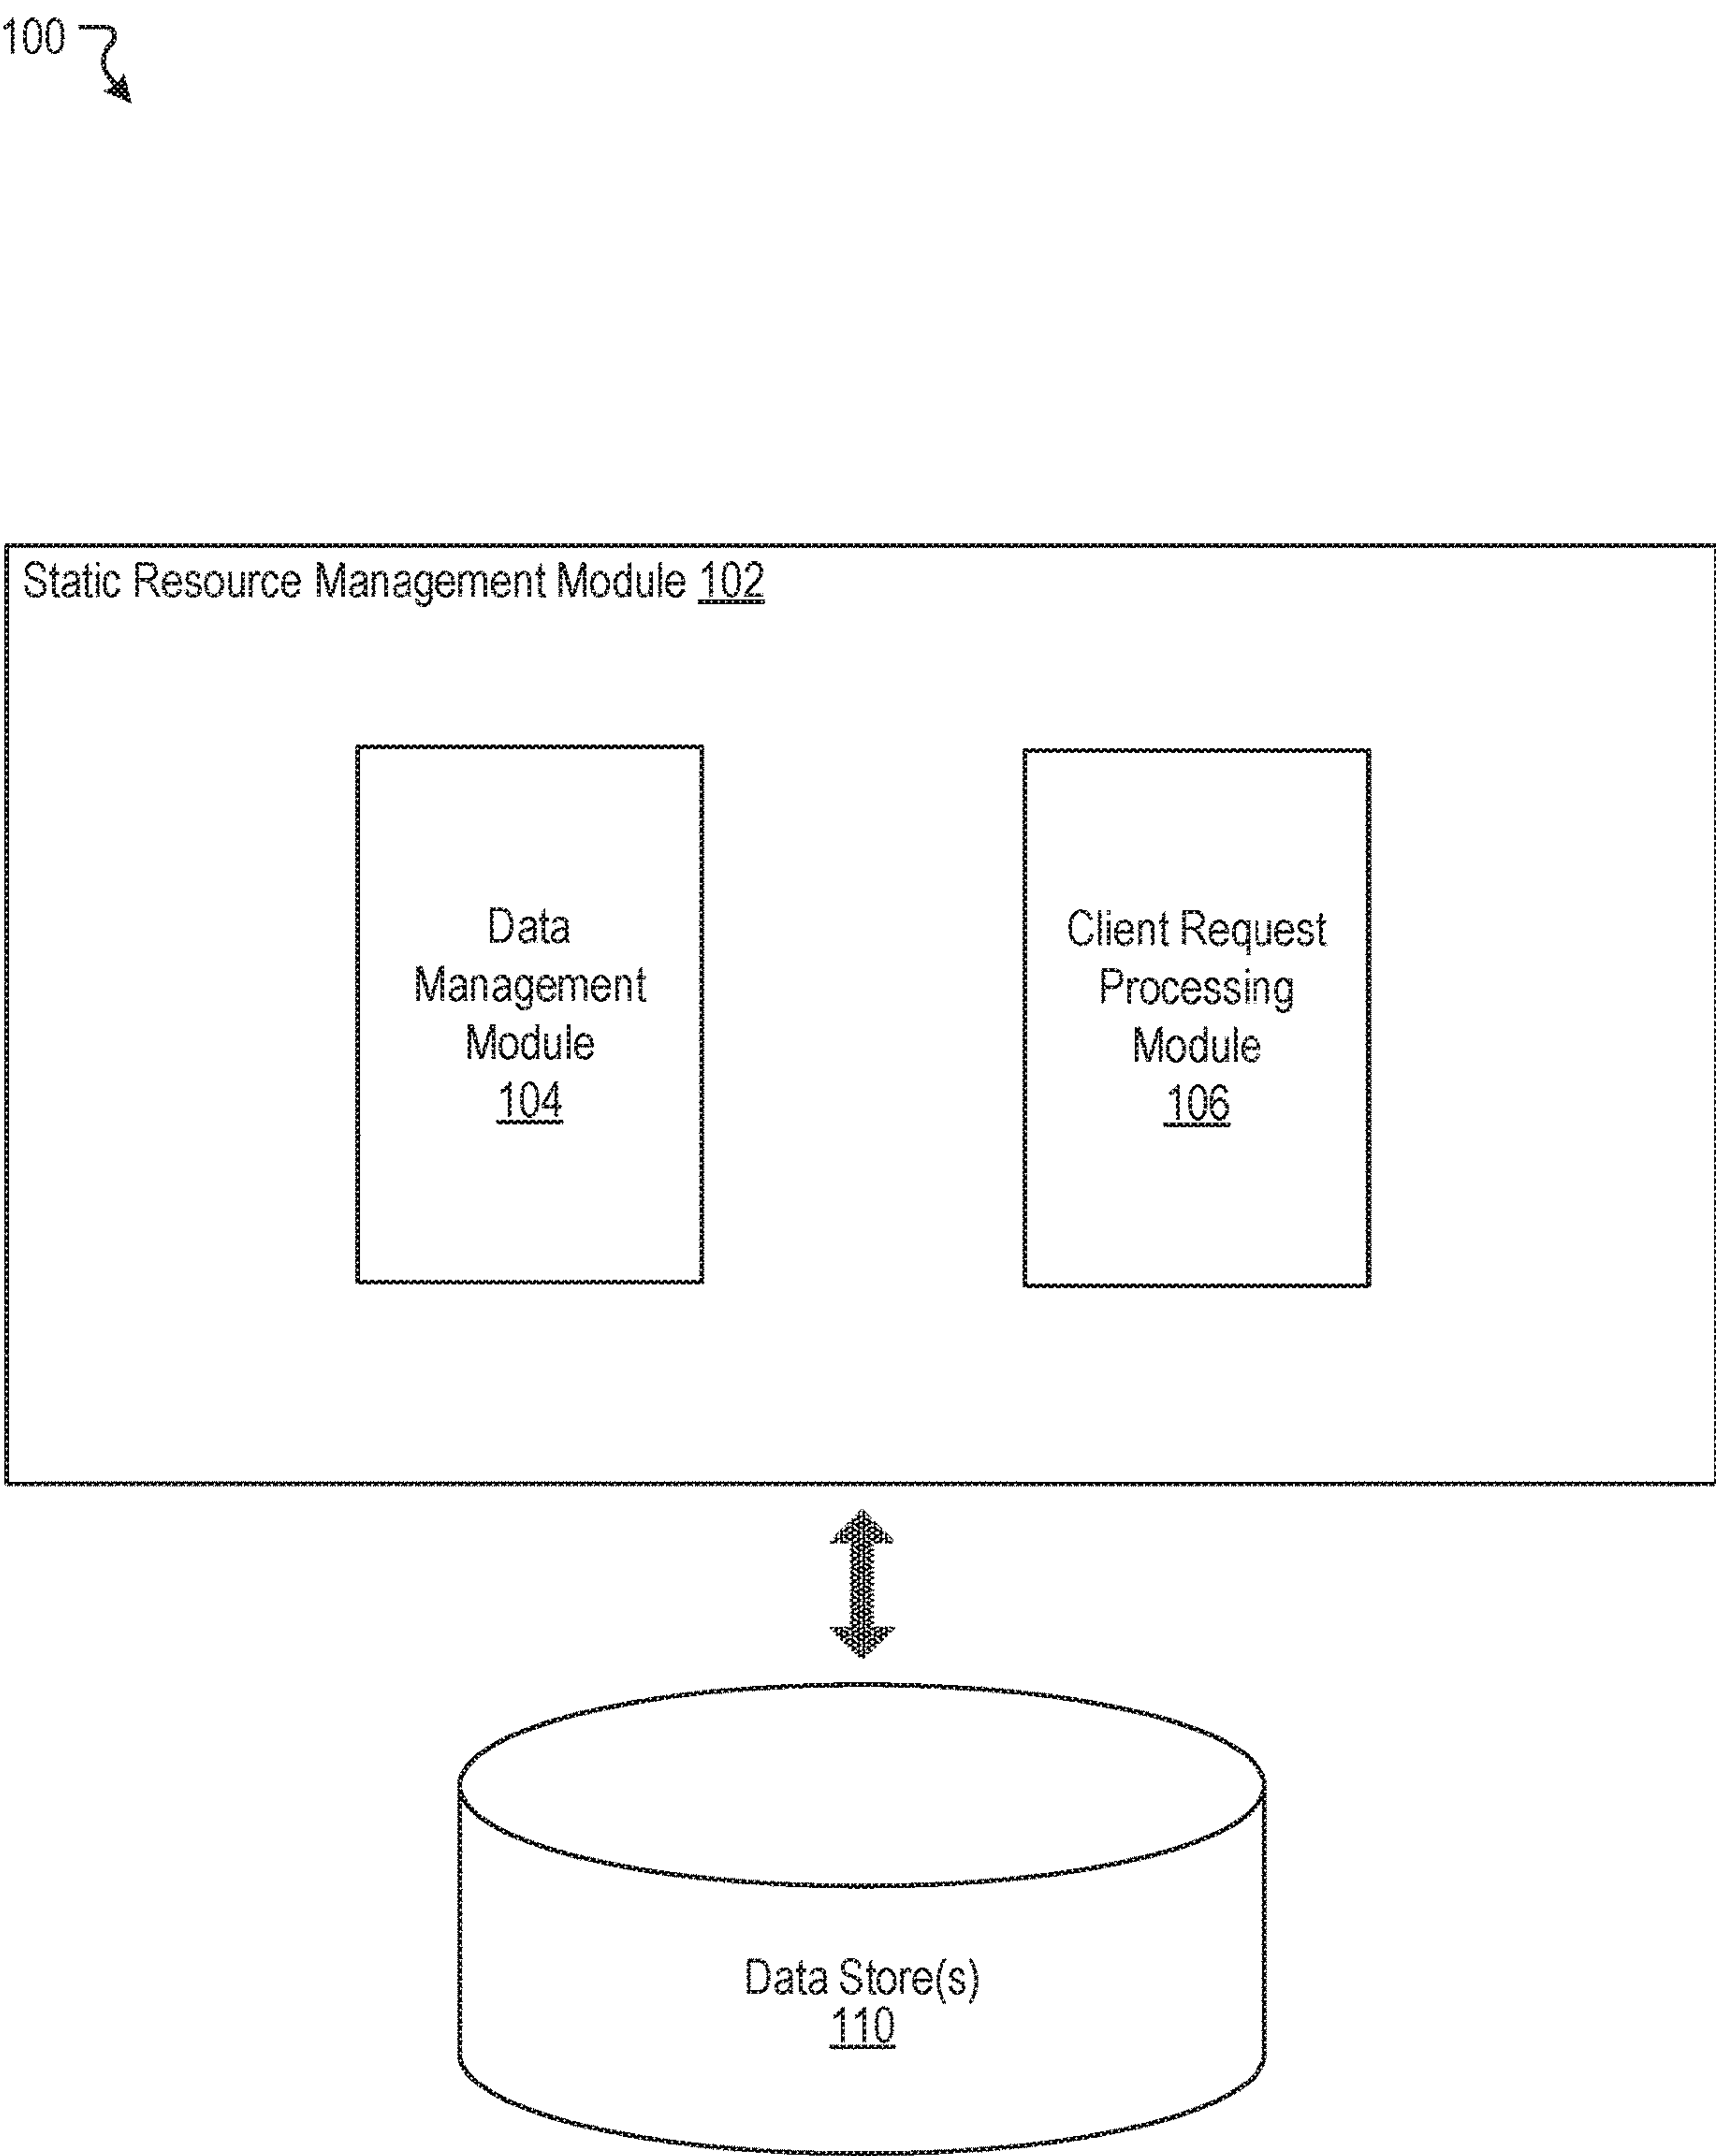 100
Static Resource Management Module 102
Data
Management
Module
104
Client Request
Processing
Module
106
Data Store(s)
110